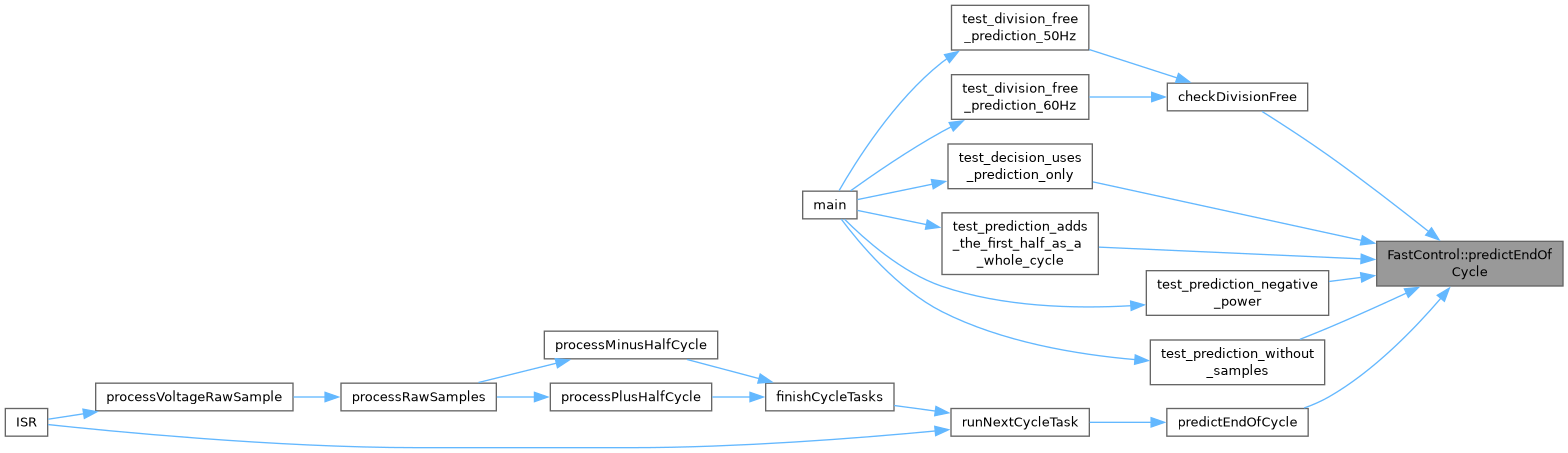 test_division_free
_prediction_50Hz
test_division_free
_prediction_60Hz
checkDivisionFree
test_decision_uses
_prediction_only
main
test_prediction_adds
_the_first_half_as_a
_whole_cycle
FastControl::predictEndOf
Cycle
test_prediction_negative
_power
processMinusHalfCycle
test_prediction_without
_samples
processVoltageRawSample
processRawSamples
processPlusHalfCycle
finishCycleTasks
ISR
runNextCycleTask
predictEndOfCycle